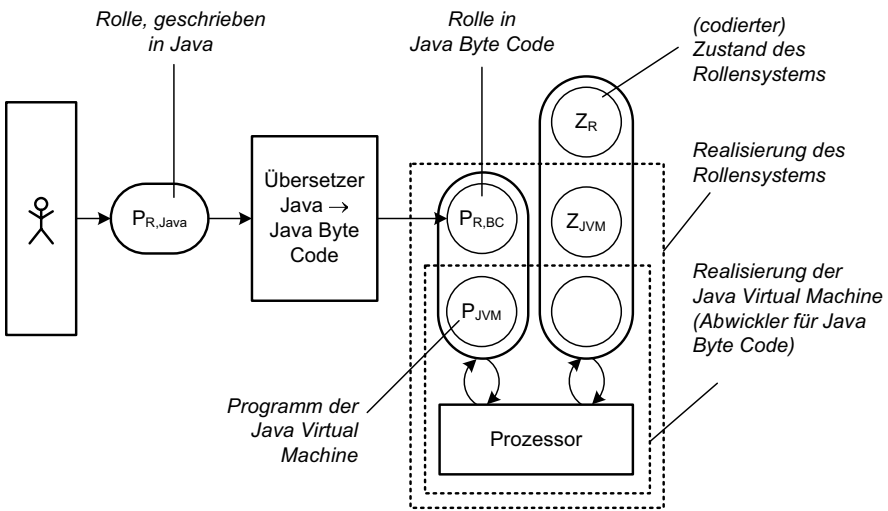 Rolle, geschrieben
in Java
Rolle in
Java Byte Code
(codierter)
Zustand des
Rollensystems
Z_R
Realisierung des
Rollensystems
Übersetzer
Java →
Java Byte
Code
P_R,Java
P_R,BC
Z_JVM
Realisierung der
Java Virtual Machine
(Abwickler für Java
Byte Code)
P_JVM
Programm der
Java Virtual
Machine
Prozessor